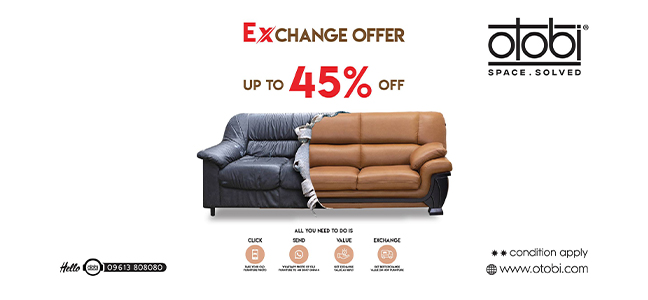 EXCHANGE OFFER
otobi®
SPACE.SOLVED
UP TO 45% OFF
ALL YOU NEED TO DO IS
CLICK SEND VALUE EXCHANGE
Hello otobi 09613 808080
** condition apply
www.otobi.com